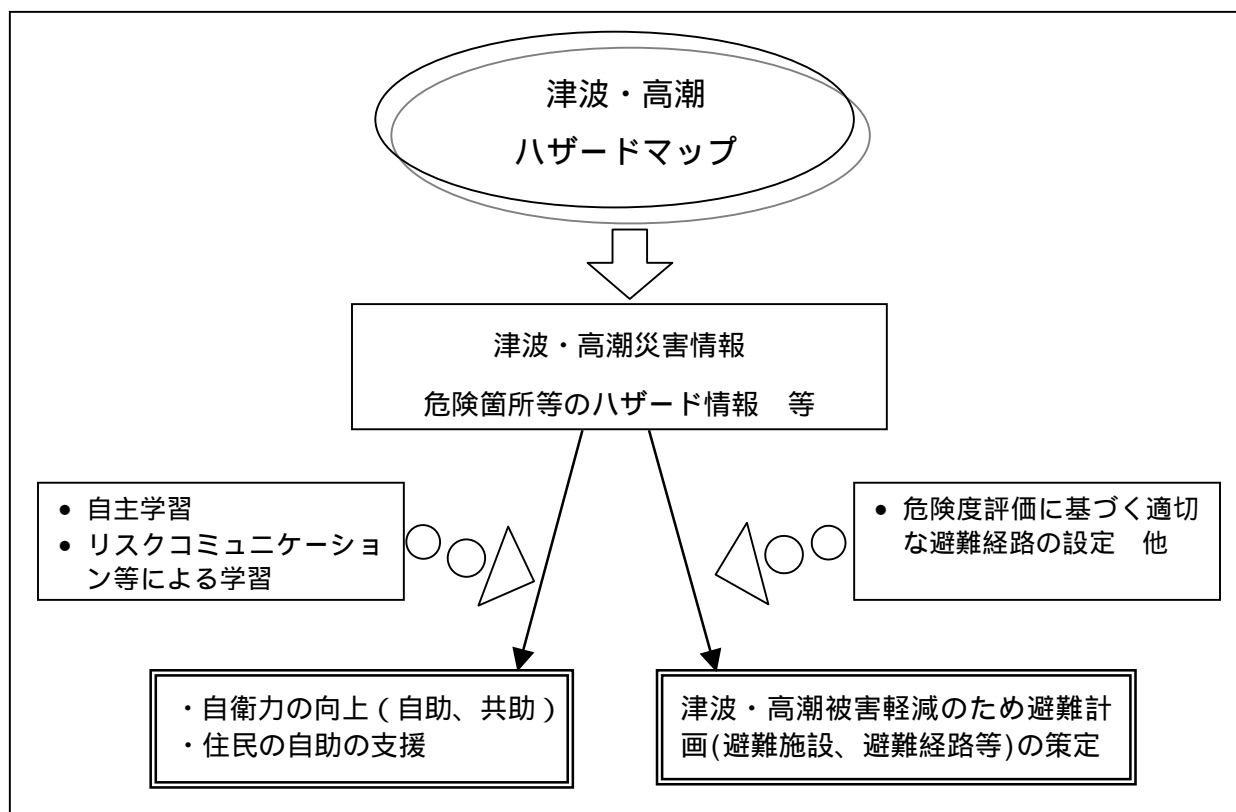 津波・高潮
ハザードマップ
津波・高潮災害情報
危険箇所等のハザード情報　等
• 自主学習
• リスクコミュニケーショ
ン等による学習
• 危険度評価に基づく適切
な避難経路の設定　他
・自衛力の向上（自助、共助）
・住民の自助の支援
津波・高潮被害軽減のため避難計
画(避難施設、避難経路等)の策定